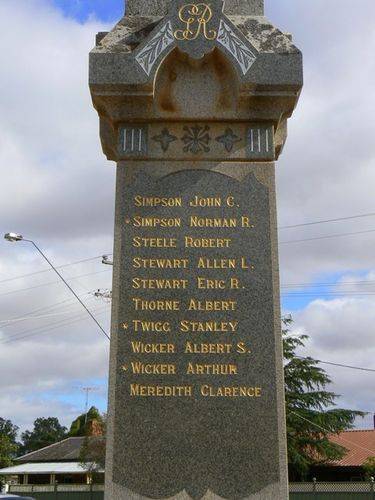 GR
SIMPSON JOHN C.
* SIMPSON NORMAN R.
STEELE ROBERT
STEWART ALLEN L.
STEWART ERIC R.
THORNE ALBERT
* TWIGG STANLEY
WICKER ALBERT S.
* WICKER ARTHUR
MEREDITH CLARENCE